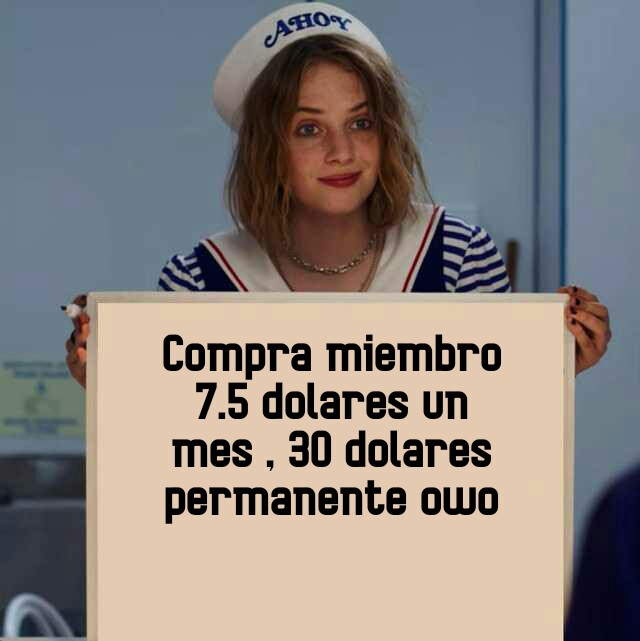 AHOY
Compra miembro
7.5 dolares un
mes , 30 dolares
permanente owo